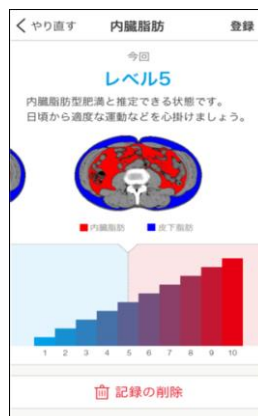 やり直す 内臓脂肪 登録
今回
レベル5
内臓脂肪型肥満と推定できる状態です。
日頃から適度な運動などを心掛けましょう。
内臓脂肪 皮下脂肪
1 2 3 4 5 6 7 8 9 10
記録の削除